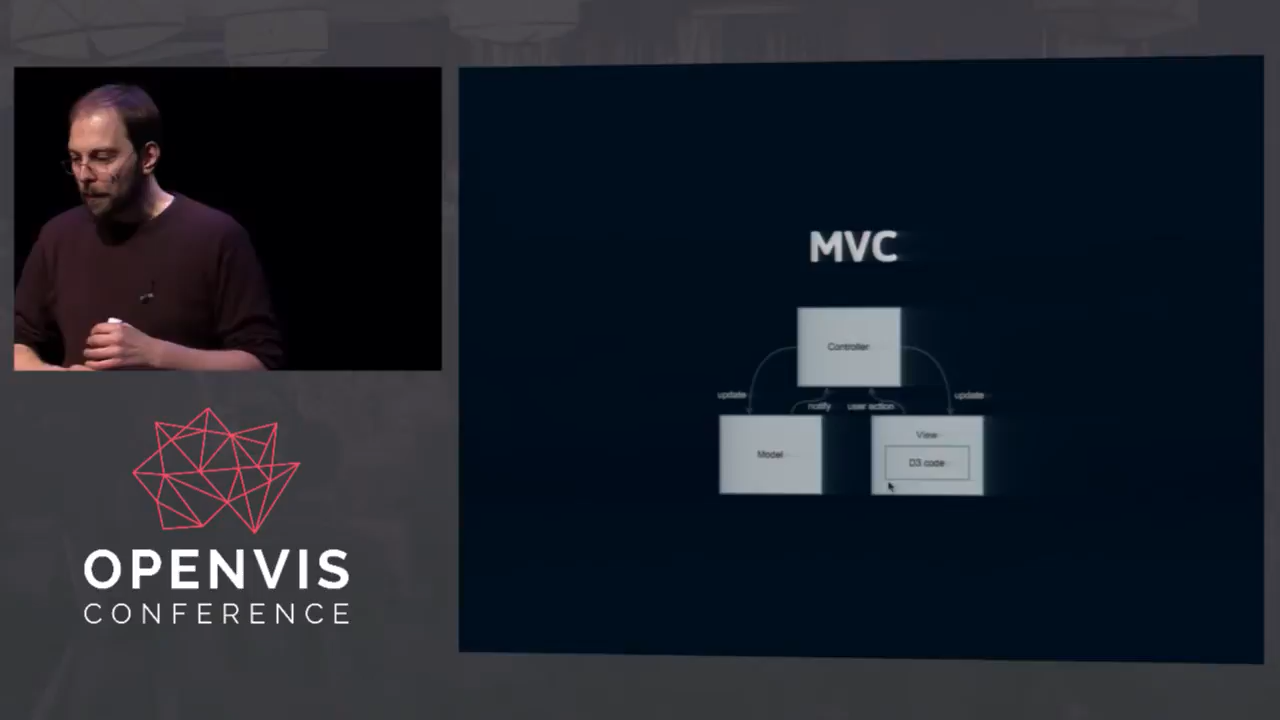 MVC
Controller
update
notify
user action
update
Model
View
D3 code
OPENVIS
CONFERENCE